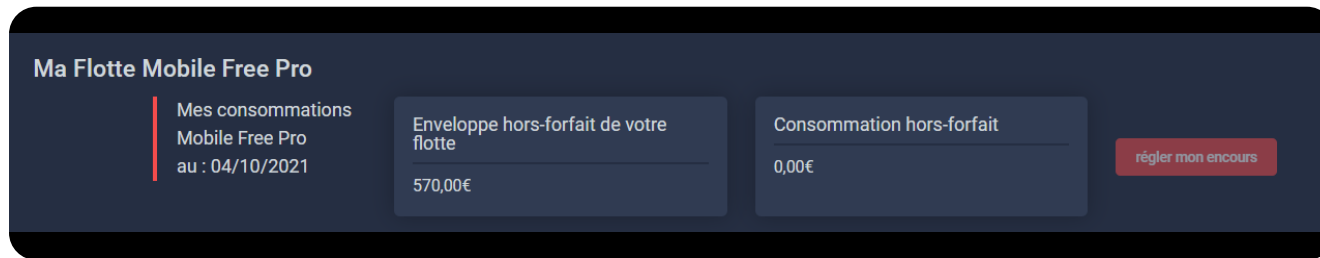 Ma Flotte Mobile Free Pro
Mes consommations
Mobile Free Pro
au : 04/10/2021
Enveloppe hors-forfait de votre
flotte
570,00€
Consommation hors-forfait
0,00€
régler mon encours